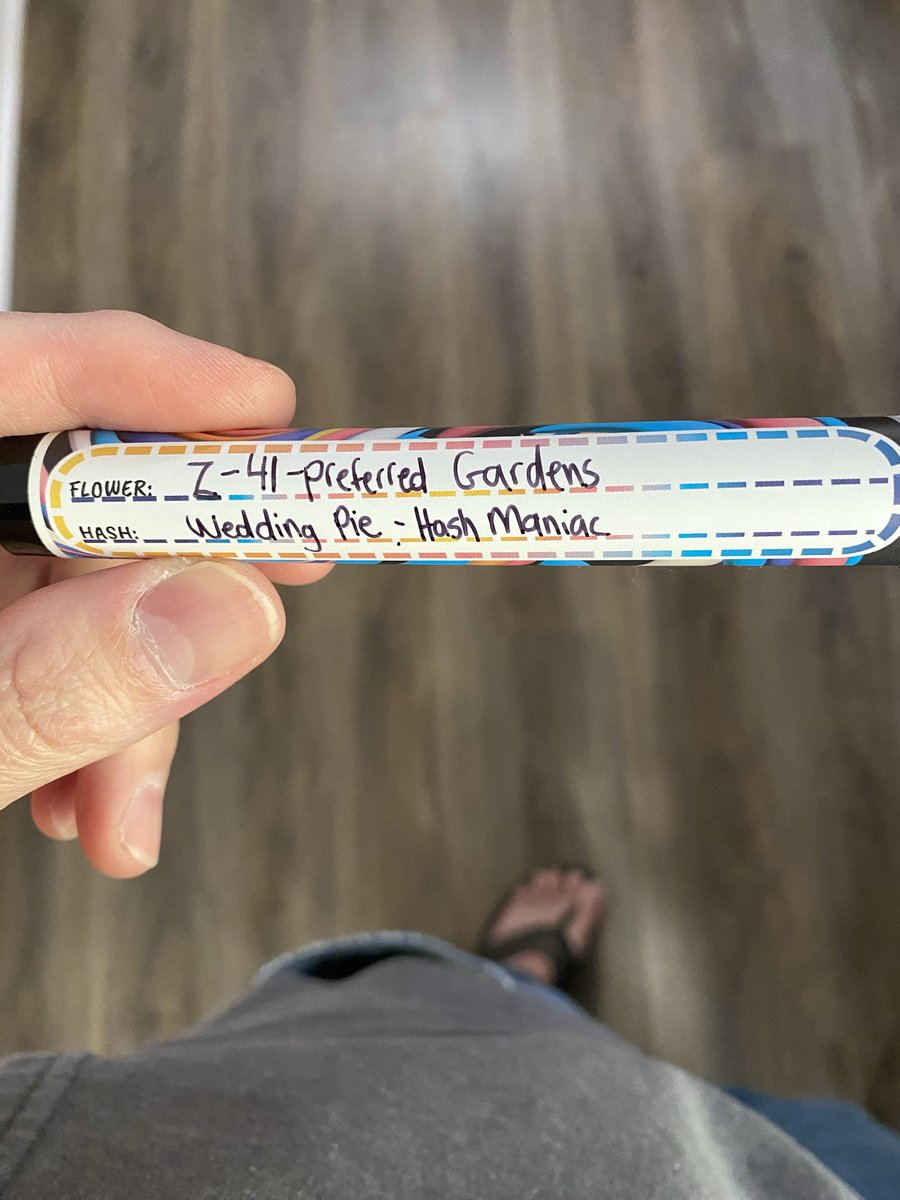 FLOWER: Z-41-preferred Gardens
HASH: Wedding Pie - Hash Maniac